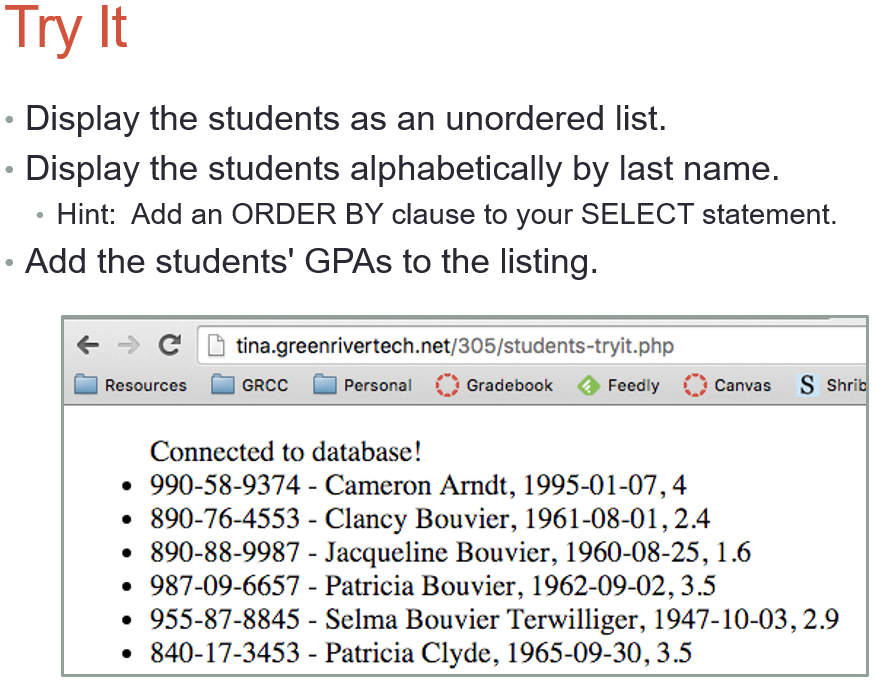 Try It
• Display the students as an unordered list.
• Display the students alphabetically by last name.
• Hint: Add an ORDER BY clause to your SELECT statement.
• Add the students' GPAs to the listing.
tina.greenrivertech.net/305/students-tryit.php
Resources GRCC Personal Gradebook Feedly Canvas S Shrib
Connected to database!
• 990-58-9374 - Cameron Arndt, 1995-01-07, 4
• 890-76-4553 - Clancy Bouvier, 1961-08-01, 2.4
• 890-88-9987 - Jacqueline Bouvier, 1960-08-25, 1.6
• 987-09-6657 - Patricia Bouvier, 1962-09-02, 3.5
• 955-87-8845 - Selma Bouvier Terwilliger, 1947-10-03, 2.9
• 840-17-3453 - Patricia Clyde, 1965-09-30, 3.5